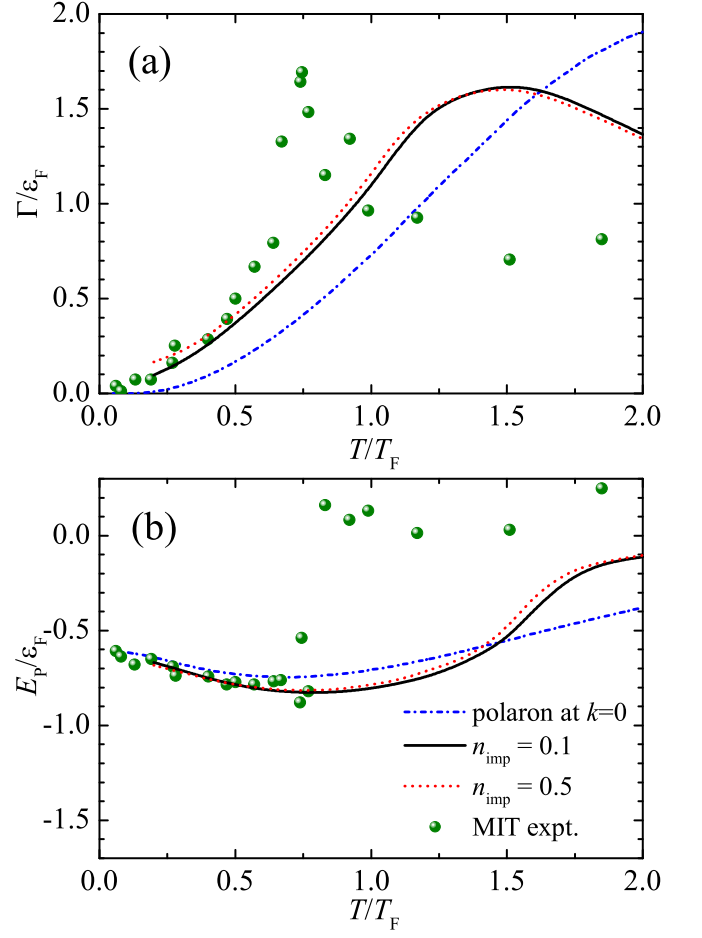 2.0
(a)
1.5
Γ/ε_F
1.0
0.5
0.0
0.0 0.5 1.0 1.5 2.0
T/T_F
(b)
0.0
-0.5
E_P/ε_F
-1.0
-1.5
polaron at k=0
n_imp = 0.1
n_imp = 0.5
MIT expt.
0.0 0.5 1.0 1.5 2.0
T/T_F